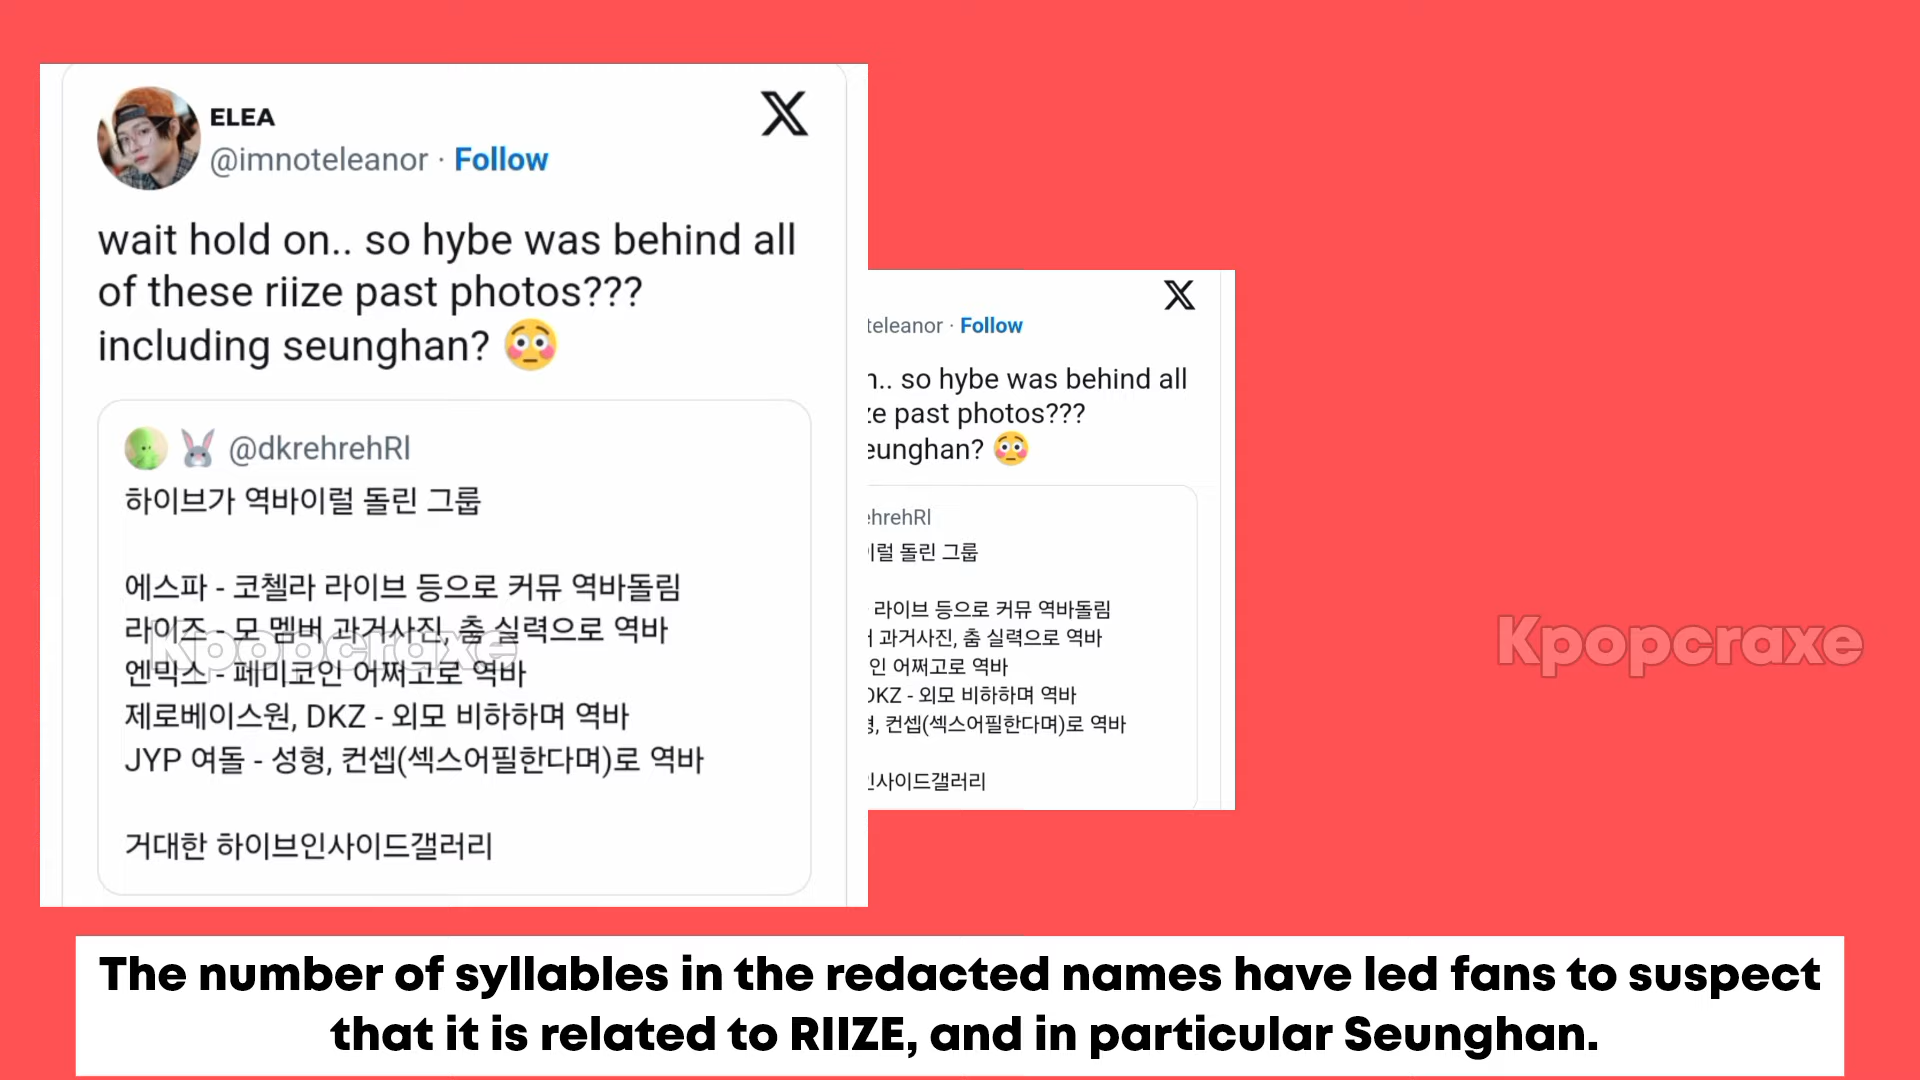 ELEA
@imnoteleanor · Follow
wait hold on.. so hybe was behind all
of these riize past photos???
including seunghan? 😳
@dkrehrehRl
하이브가 역바이럴 돌린 그룹
에스파 - 코첼라 라이브 등으로 커뮤 역바돌림
라이즈 - 모 멤버 과거사진, 춤 실력으로 역바
엔믹스 - 페미코인 어쩌고로 역바
제로베이스원, DKZ - 외모 비하하며 역바
JYP 여돌 - 성형, 컨셉(섹스어필한다며)로 역바
거대한 하이브인사이드갤러리
Kpopcraxe
teleanor · Follow
n.. so hybe was behind all
ze past photos???
eunghan? 😳
ehrehRl
이럴 돌린 그룹
라이브 등으로 커뮤 역바돌림
과거사진, 춤 실력으로 역바
인 어쩌고로 역바
DKZ - 외모 비하하며 역바
, 컨셉(섹스어필한다며)로 역바
인사이드갤러리
Kpopcraxe
The number of syllables in the redacted names have led fans to suspect
that it is related to RIIZE, and in particular Seunghan.